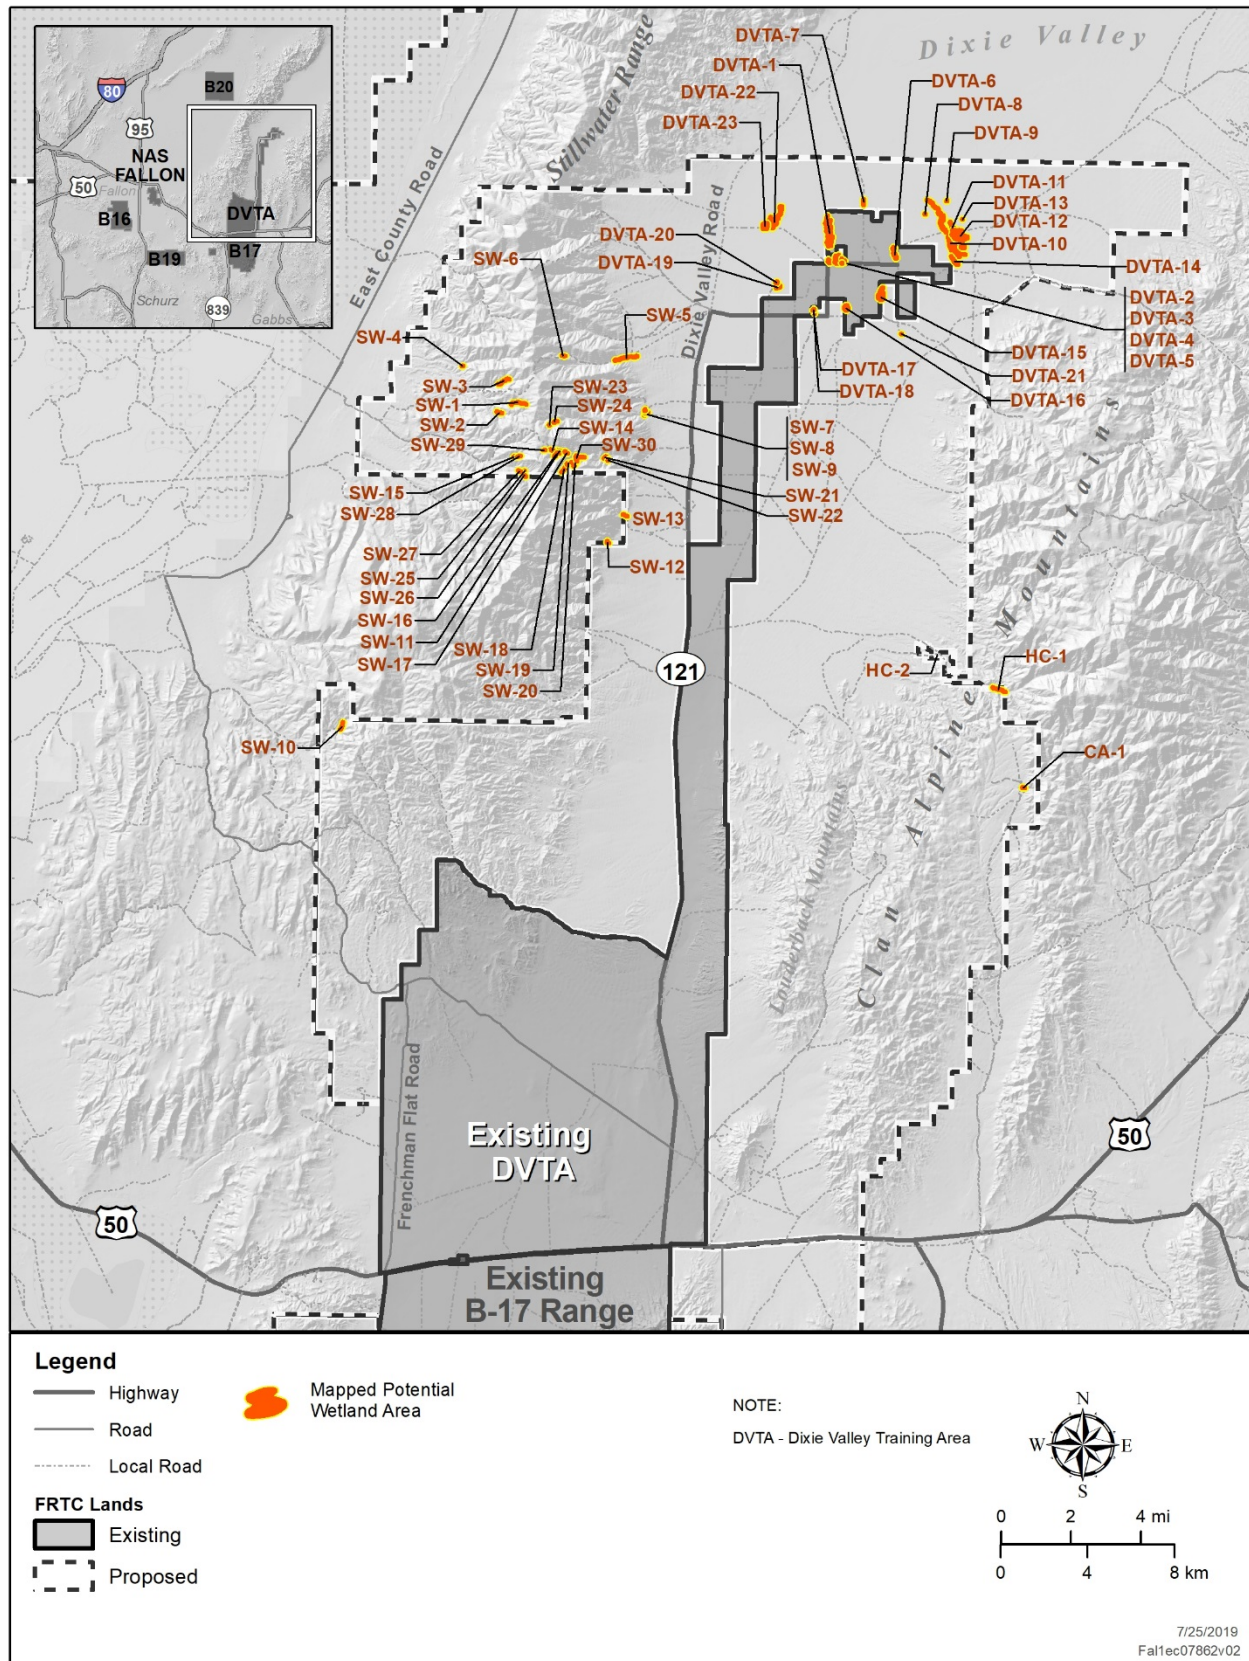 Dixie Valley
Stillwater Range
East County Road
Dixie Valley Road
80
B20
95
NAS
FALLON
Fallon
50
B16
DVTA
B19
B17
Schurz
839
Gabbs
DVTA-7
DVTA-1
DVTA-22
DVTA-23
DVTA-6
DVTA-8
DVTA-9
DVTA-11
DVTA-13
DVTA-12
DVTA-10
DVTA-14
DVTA-2
DVTA-3
DVTA-4
DVTA-5
DVTA-20
DVTA-19
DVTA-15
DVTA-17
DVTA-21
DVTA-18
DVTA-16
SW-6
SW-5
SW-4
SW-3
SW-23
SW-1
SW-24
SW-2
SW-14
SW-7
SW-29
SW-30
SW-8
SW-9
SW-15
SW-21
SW-28
SW-22
SW-13
SW-27
SW-12
SW-25
SW-26
SW-16
SW-11
SW-18
SW-17
SW-19
SW-20
121
HC-2
HC-1
SW-10
CA-1
Clan Alpine Mountains
Louderback Mountains
Frenchman Flat Road
Existing
DVTA
50
50
Existing
B-17 Range
Legend
Highway
Road
Local Road
Mapped Potential
Wetland Area
FRTC Lands
Existing
Proposed
NOTE:
DVTA - Dixie Valley Training Area
N
W
E
S
0 2 4 mi
0 4 8 km
7/25/2019
Fal1ec07862v02